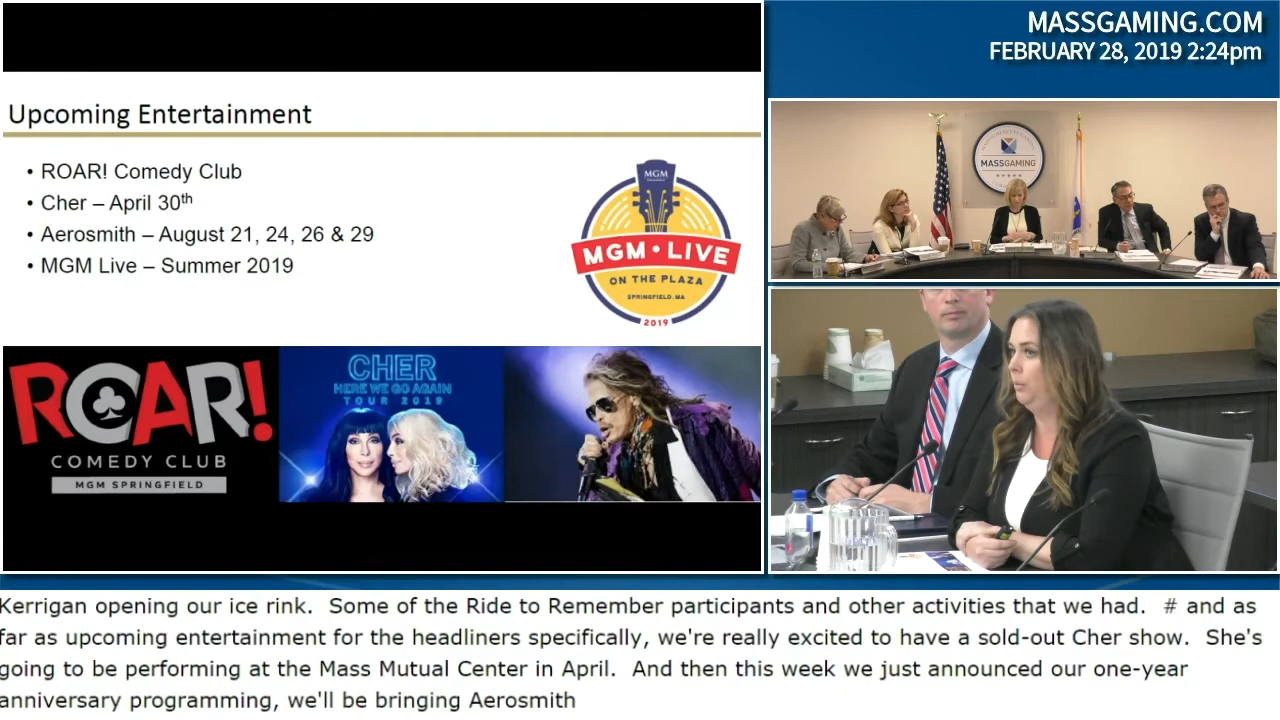 MASSGAMING.COM
FEBRUARY 28, 2019 2:24pm
Upcoming Entertainment
• ROAR! Comedy Club
• Cher – April 30th
• Aerosmith – August 21, 24, 26 & 29
• MGM Live – Summer 2019
MGM
MGM • LIVE
ON THE PLAZA
SPRINGFIELD, MA
2019
ROAR!
COMEDY CLUB
MGM SPRINGFIELD
CHER
HERE WE GO AGAIN
TOUR 2019
MASSGAMING
Kerrigan opening our ice rink.  Some of the Ride to Remember participants and other activities that we had.  # and as
far as upcoming entertainment for the headliners specifically, we're really excited to have a sold-out Cher show.  She's
going to be performing at the Mass Mutual Center in April.  And then this week we just announced our one-year
anniversary programming, we'll be bringing Aerosmith